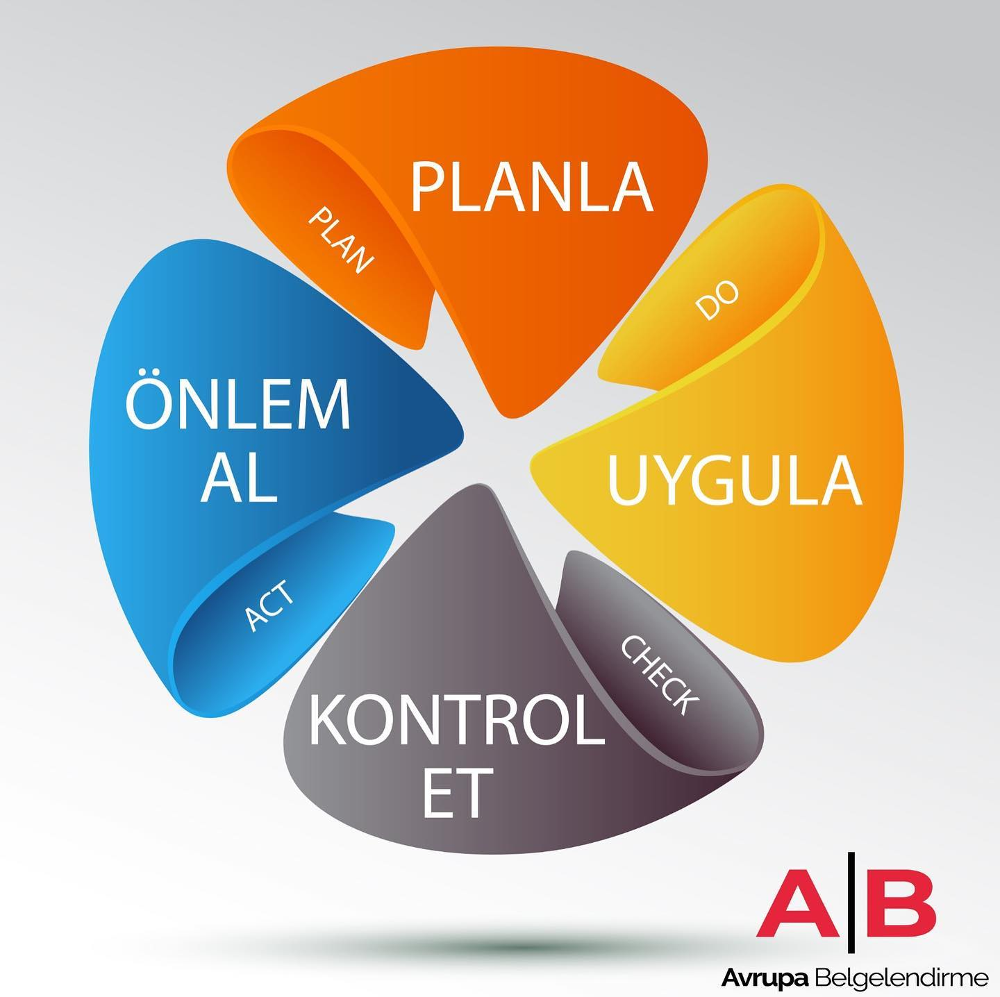 PLANLA
PLAN
DO
UYGULA
ÖNLEM
AL
ACT
CHECK
KONTROL
ET
A|B
Avrupa Belgelendirme